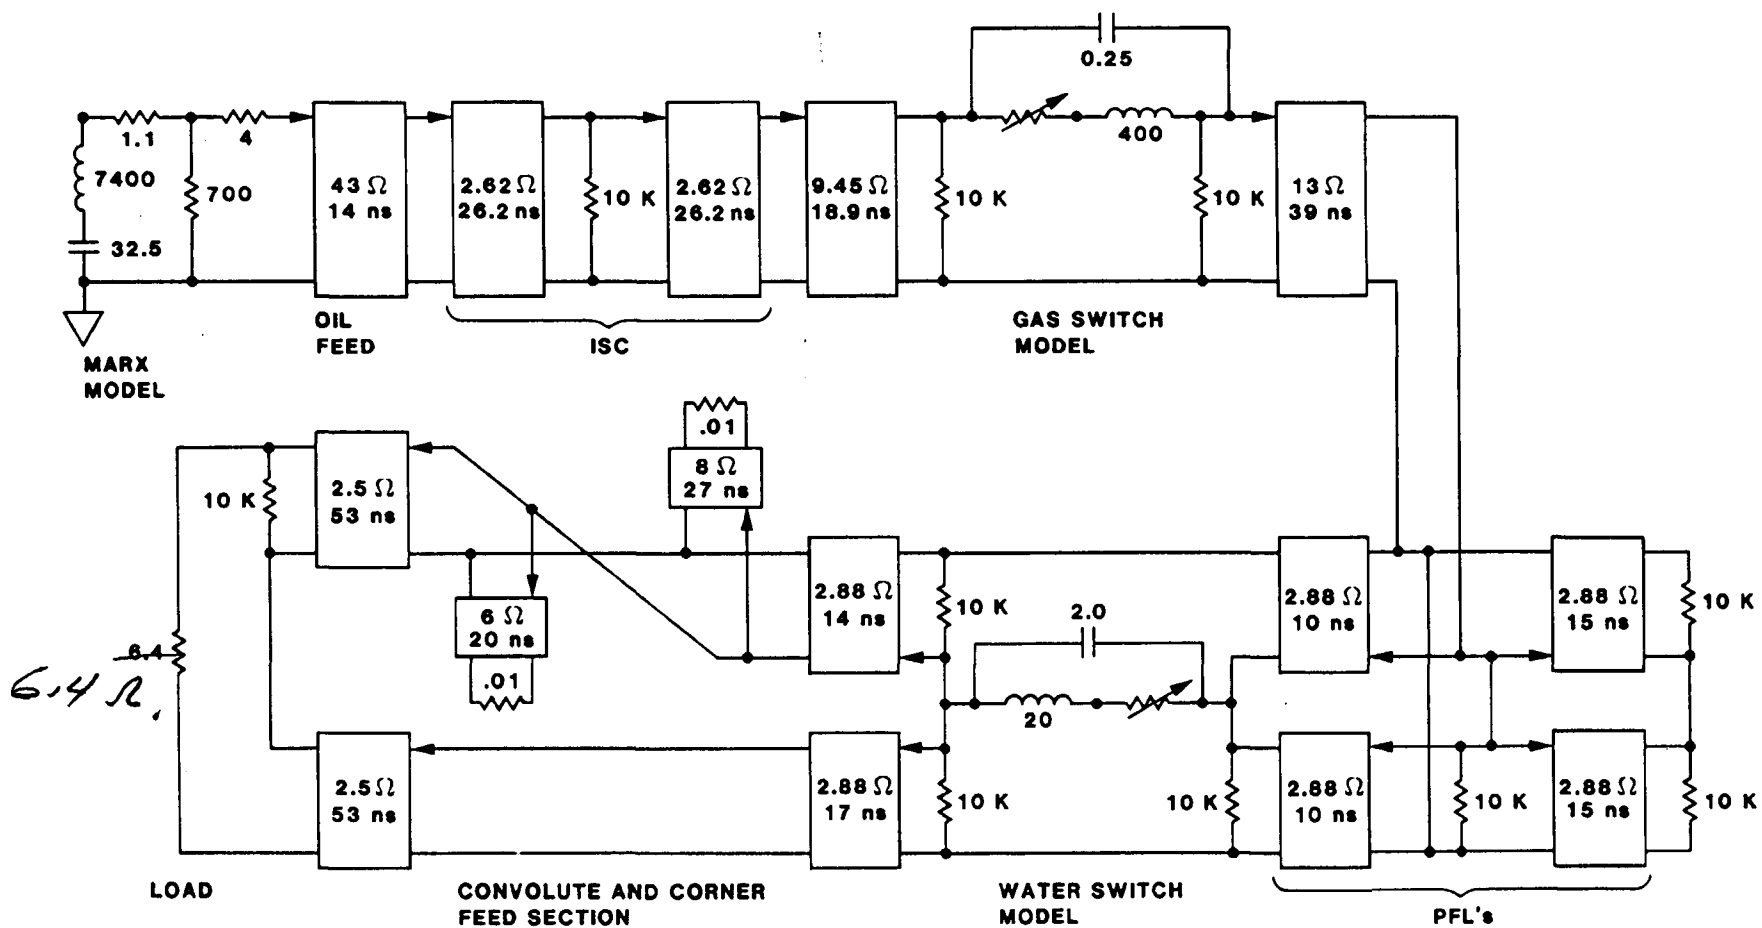 0.25
1.1
4
400
7400
700
32.5
43 Ω
14 ns
2.62 Ω
26.2 ns
10 K
2.62 Ω
26.2 ns
9.45 Ω
18.9 ns
10 K
10 K
13 Ω
39 ns
OIL
FEED
ISC
GAS SWITCH
MODEL
MARX
MODEL
.01
8 Ω
27 ns
10 K
2.5 Ω
53 ns
6 Ω
20 ns
.01
2.88 Ω
14 ns
10 K
2.0
20
2.88 Ω
10 ns
2.88 Ω
15 ns
10 K
6.4
6.4 Ω.
2.5 Ω
53 ns
2.88 Ω
17 ns
10 K
10 K
2.88 Ω
10 ns
10 K
2.88 Ω
15 ns
10 K
LOAD
CONVOLUTE AND CORNER
FEED SECTION
WATER SWITCH
MODEL
PFL's